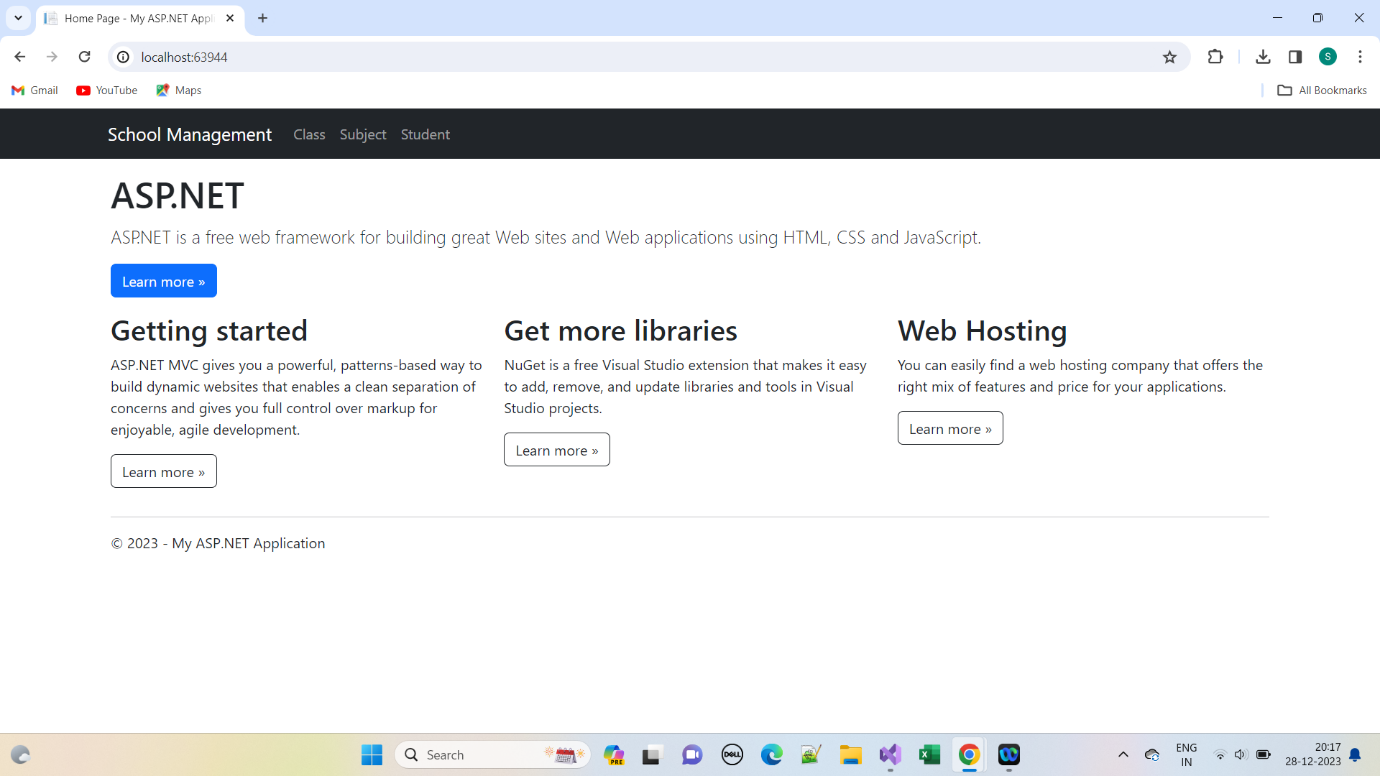 Home Page - My ASP.NET Appl
localhost:63944
S
Gmail YouTube Maps All Bookmarks
School Management Class Subject Student
ASP.NET
ASP.NET is a free web framework for building great Web sites and Web applications using HTML, CSS and JavaScript.
Learn more »
Getting started
ASP.NET MVC gives you a powerful, patterns-based way to
build dynamic websites that enables a clean separation of
concerns and gives you full control over markup for
enjoyable, agile development.
Learn more »
Get more libraries
NuGet is a free Visual Studio extension that makes it easy
to add, remove, and update libraries and tools in Visual
Studio projects.
Learn more »
Web Hosting
You can easily find a web hosting company that offers the
right mix of features and price for your applications.
Learn more »
© 2023 - My ASP.NET Application
Search
PRE
DELL
ENG
IN
20:17
28-12-2023